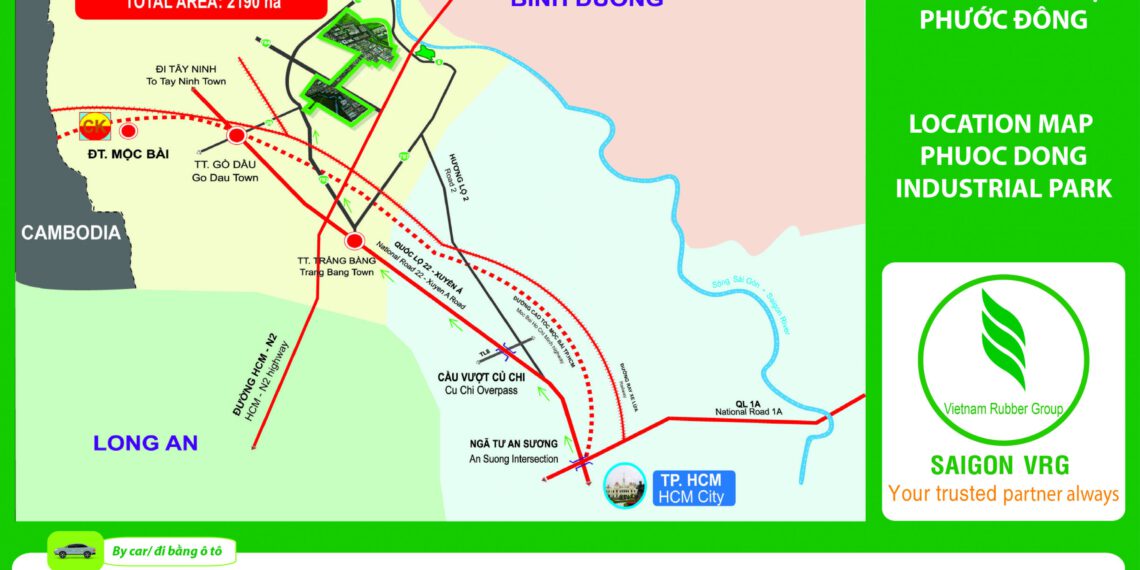 TOTAL AREA: 2190 ha
BÌNH DƯƠNG
PHƯỚC ĐÔNG
LOCATION MAP
PHUOC DONG
INDUSTRIAL PARK
ĐI TÂY NINH
To Tay Ninh Town
CK
ĐT. MỘC BÀI
TT. GÒ DẦU
Go Dau Town
HƯƠNG LỘ 2
Road 2
CAMBODIA
TT. TRẢNG BÀNG
Trang Bang Town
QUỐC LỘ 22 - XUYÊN Á
National Road 22 - Xuyen A Road
Sông Sài Gòn - Saigon River
ĐƯỜNG CAO TỐC MỘC BÀI TP.HCM
Moc Bai Ho Chi Minh highway
ĐƯỜNG RAY XE LỬA
Railway
TL8
ĐƯỜNG HCM - N2
HCM - N2 highway
CẦU VƯỢT CỦ CHI
Cu Chi Overpass
QL 1A
National Road 1A
LONG AN
NGÃ TƯ AN SƯƠNG
An Suong Intersection
TP. HCM
HCM City
Vietnam Rubber Group
SAIGON VRG
Your trusted partner always
By car/ đi bằng ô tô